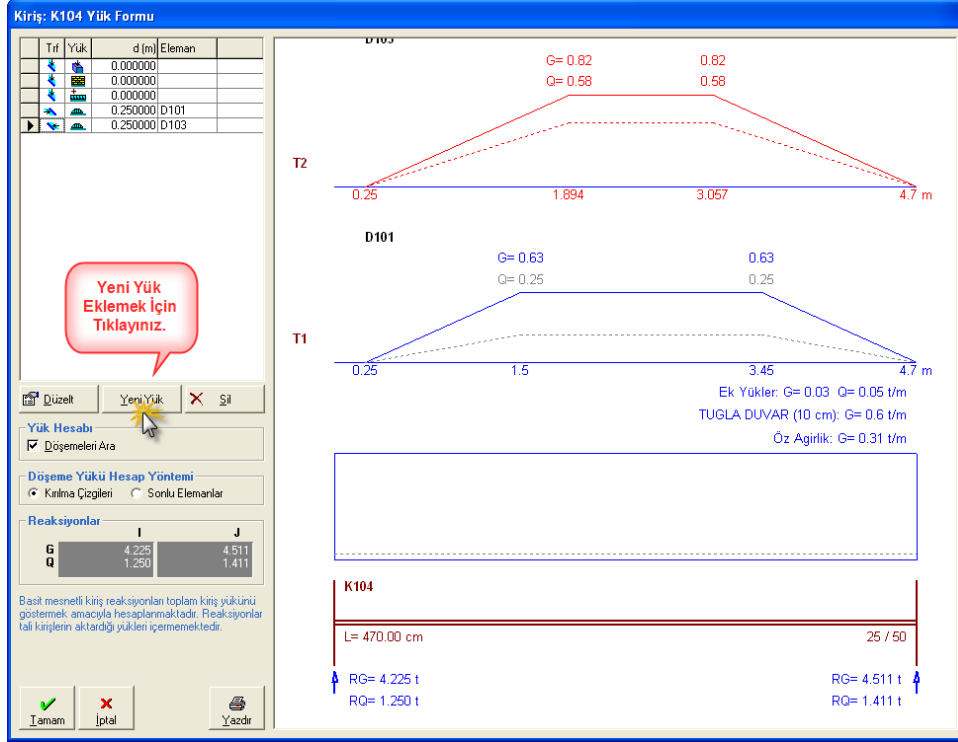 Kiriş: K104 Yük Formu
Trf Yük d (m) Eleman
0.000000
0.000000
0.000000
0.250000 D101
0.250000 D103
Yeni Yük
Eklemek İçin
Tıklayınız.
Düzelt Yeni Yük Sil
Yük Hesabı
Döşemeleri Ara
Döşeme Yükü Hesap Yöntemi
Kırılma Çizgileri Sonlu Elemanlar
Reaksiyonlar
I J
G 4.225 4.511
Q 1.250 1.411
Basit mesnetli kiriş reaksiyonları toplam kiriş yükünü
göstermek amacıyla hesaplanmaktadır. Reaksiyonlar
tali kirişlerin aktardığı yükleri içermemektedir.
Tamam İptal Yazdır
D103
G= 0.82 0.82
Q= 0.58 0.58
T2
0.25 1.894 3.057 4.7 m
D101
G= 0.63 0.63
Q= 0.25 0.25
T1
0.25 1.5 3.45 4.7 m
Ek Yükler: G= 0.03 Q= 0.05 t/m
TUGLA DUVAR (10 cm): G= 0.6 t/m
Öz Agirlik: G= 0.31 t/m
K104
L= 470.00 cm 25 / 50
RG= 4.225 t RG= 4.511 t
RQ= 1.250 t RQ= 1.411 t